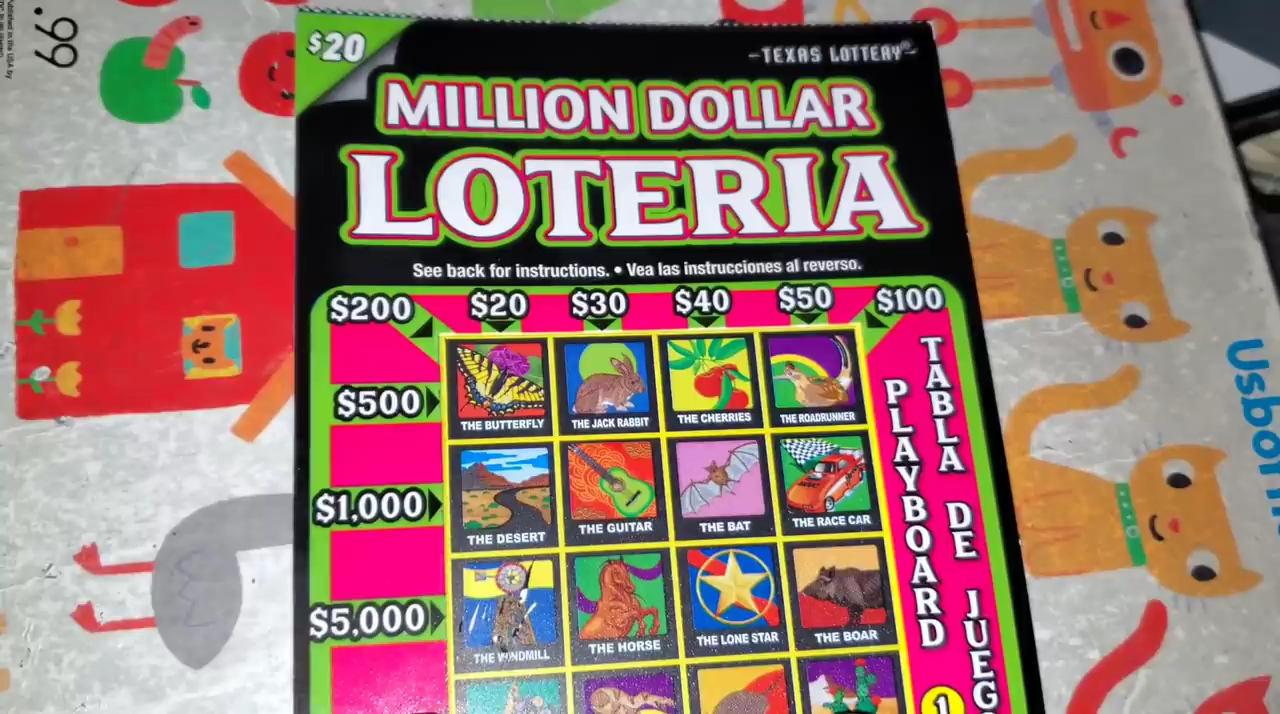 .99
$20
TEXAS LOTTERY®
MILLION DOLLAR
LOTERIA
See back for instructions. • Vea las instrucciones al reverso.
$200 $20 $30 $40 $50 $100
$500
THE BUTTERFLY THE JACK RABBIT THE CHERRIES THE ROADRUNNER
$1,000
THE DESERT THE GUITAR THE BAT THE RACE CAR
$5,000
THE WINDMILL THE HORSE THE LONE STAR THE BOAR
PLAYBOARD
TABLA DE JUEGO
1
Usbor